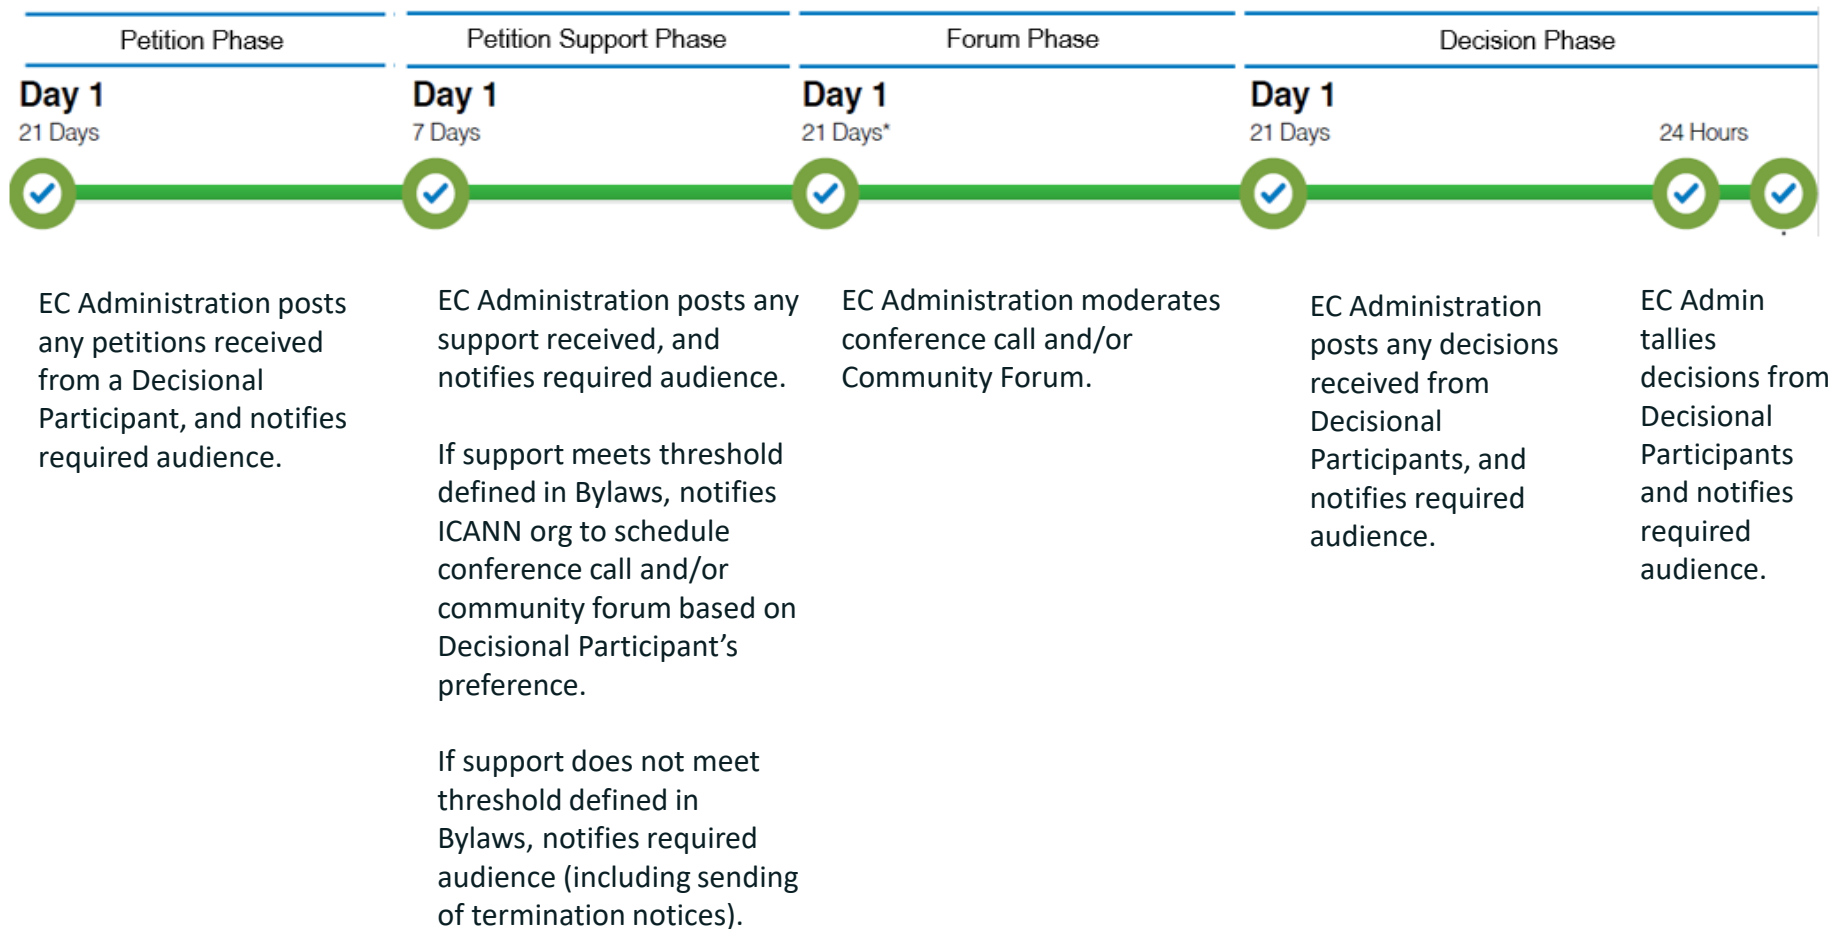 Petition Phase
Petition Support Phase
Forum Phase
Decision Phase
Day 1
21 Days
Day 1
7 Days
Day 1
21 Days*
Day 1
21 Days
24 Hours
EC Administration posts
any petitions received
from a Decisional
Participant, and notifies
required audience.
EC Administration posts any
support received, and
notifies required audience.
If support meets threshold
defined in Bylaws, notifies
ICANN org to schedule
conference call and/or
community forum based on
Decisional Participant’s
preference.
If support does not meet
threshold defined in
Bylaws, notifies required
audience (including sending
of termination notices).
EC Administration moderates
conference call and/or
Community Forum.
EC Administration
posts any decisions
received from
Decisional
Participants, and
notifies required
audience.
EC Admin
tallies
decisions from
Decisional
Participants
and notifies
required
audience.